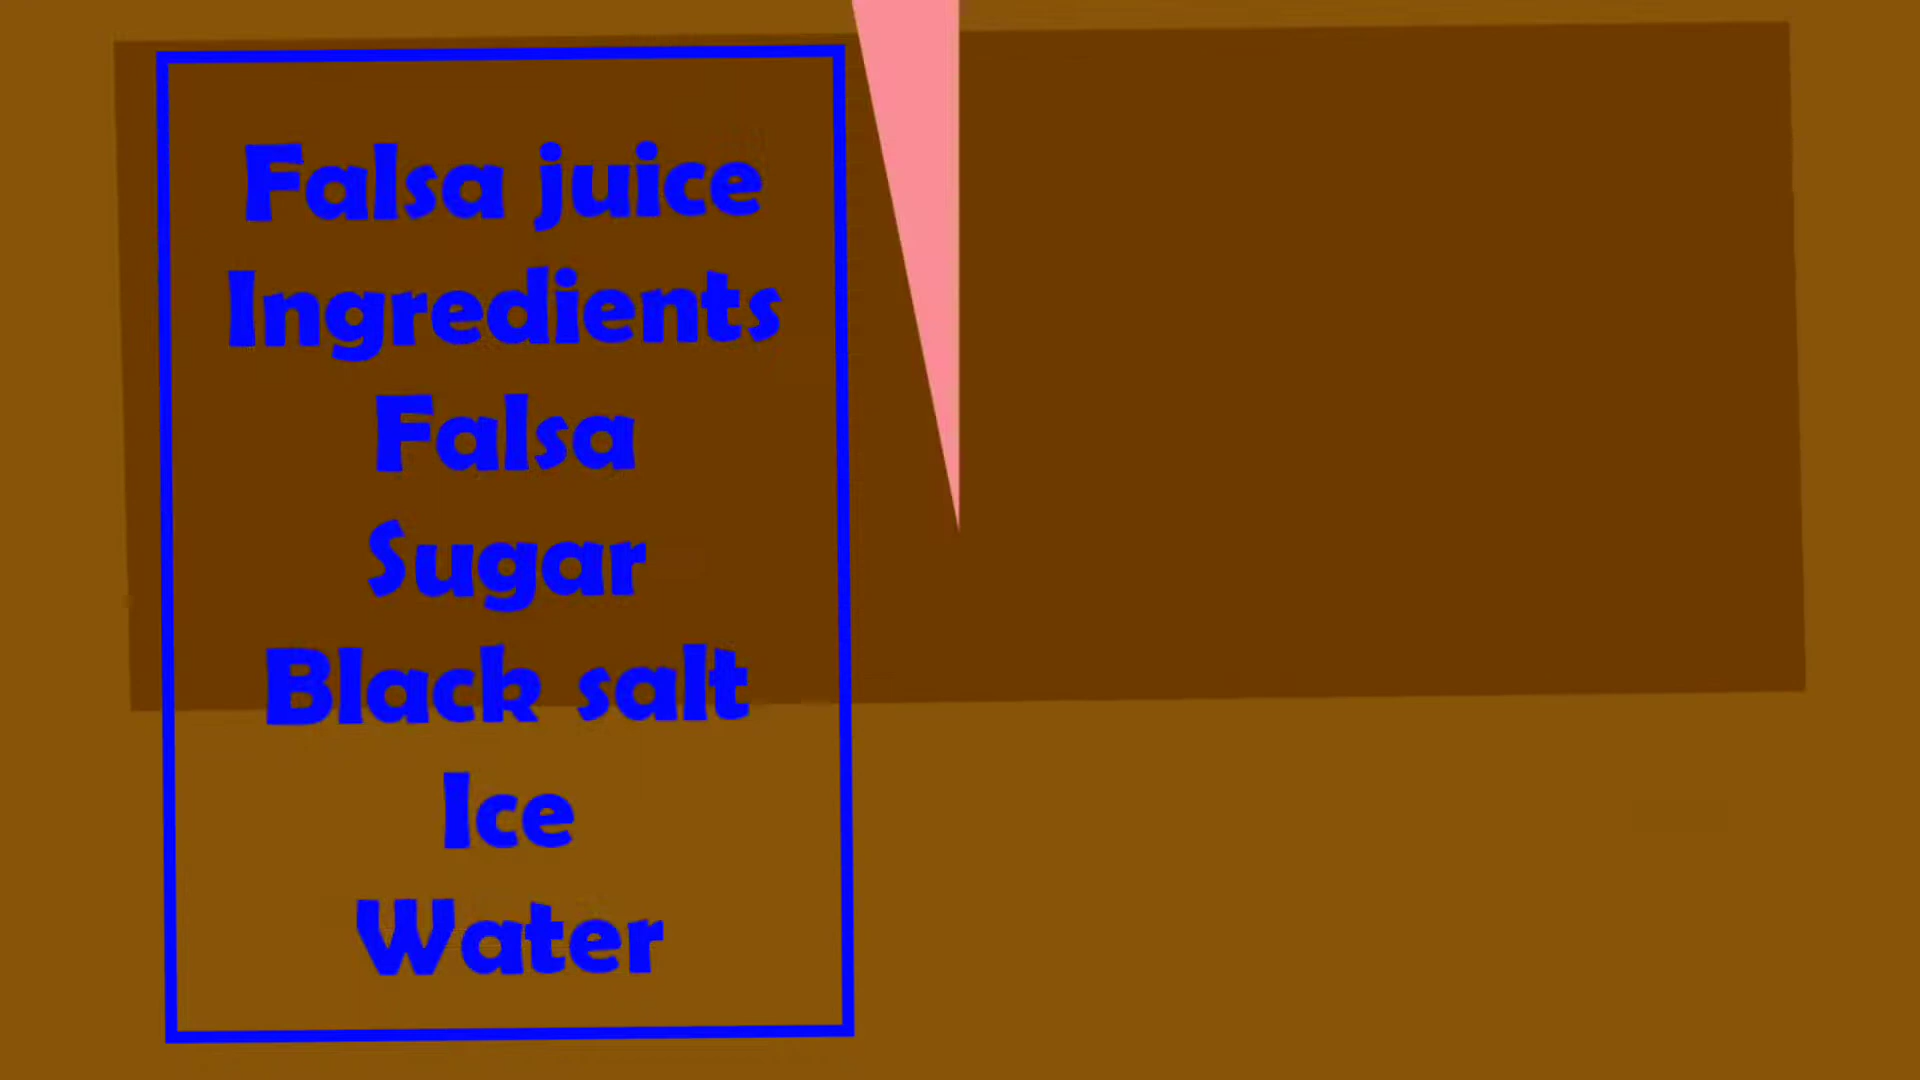 Falsa juice
Ingredients
Falsa
Sugar
Black salt
Ice
Water